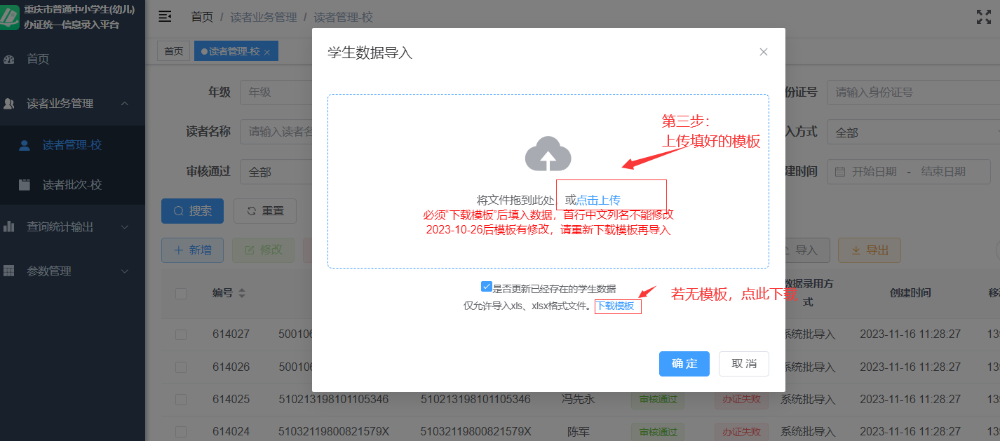 重庆市普通中小学生(幼儿)
办证统一信息录入平台
首页 / 读者业务管理 / 读者管理-校
首页
读者管理-校 ×
首页
读者业务管理
读者管理-校
读者批次-校
查询统计输出
参数管理
年级 年级
份证号 请输入身份证号
读者名称 请输入读者名
入方式 全部
审核通过 全部
建时间 开始日期 - 结束日期
搜索 重置
新增 修改 导入 导出
学生数据导入
第三步：
上传填好的模板
将文件拖到此处，或点击上传
必须“下载模板”后填入数据，首行中文列名不能修改
2023-10-26后模板有修改，请重新下载模板再导入
是否更新已经存在的学生数据
仅允许导入xls、xlsx格式文件。下载模板
若无模板，点此下载
确 定 取 消
编号 数据录用方式 创建时间 移
614027 500106 系统批导入 2023-11-16 11:28:27 139
614026 500106 系统批导入 2023-11-16 11:28:27
614025 510213198101105346 510213198101105346 冯先永 审核通过 办证失败 系统批导入 2023-11-16 11:28:27 139
614024 51032119800821579X 51032119800821579X 陈军 审核通过 办证失败 系统批导入 2023-11-16 11:28:27